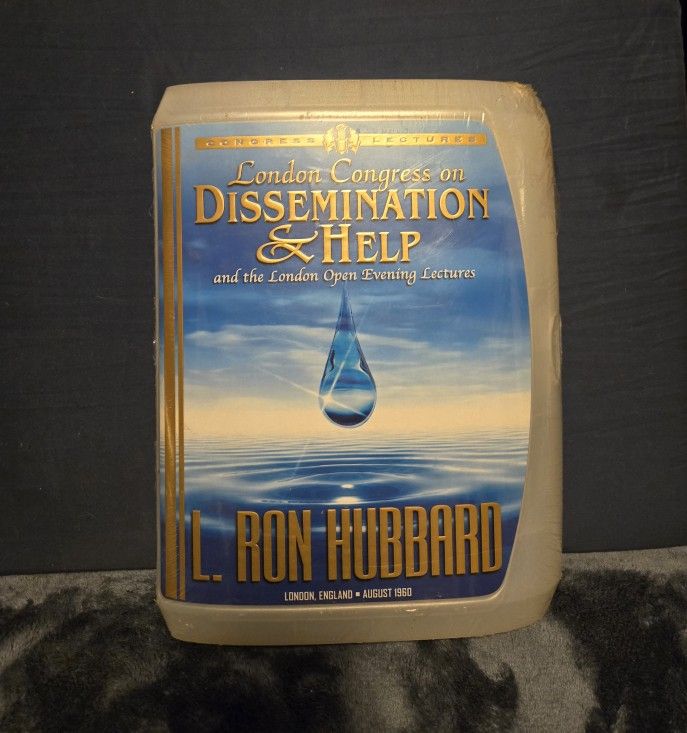 CONGRESS LECTURES
London Congress on
DISSEMINATION
& HELP
and the London Open Evening Lectures
L. RON HUBBARD
LONDON, ENGLAND ▪ AUGUST 1960